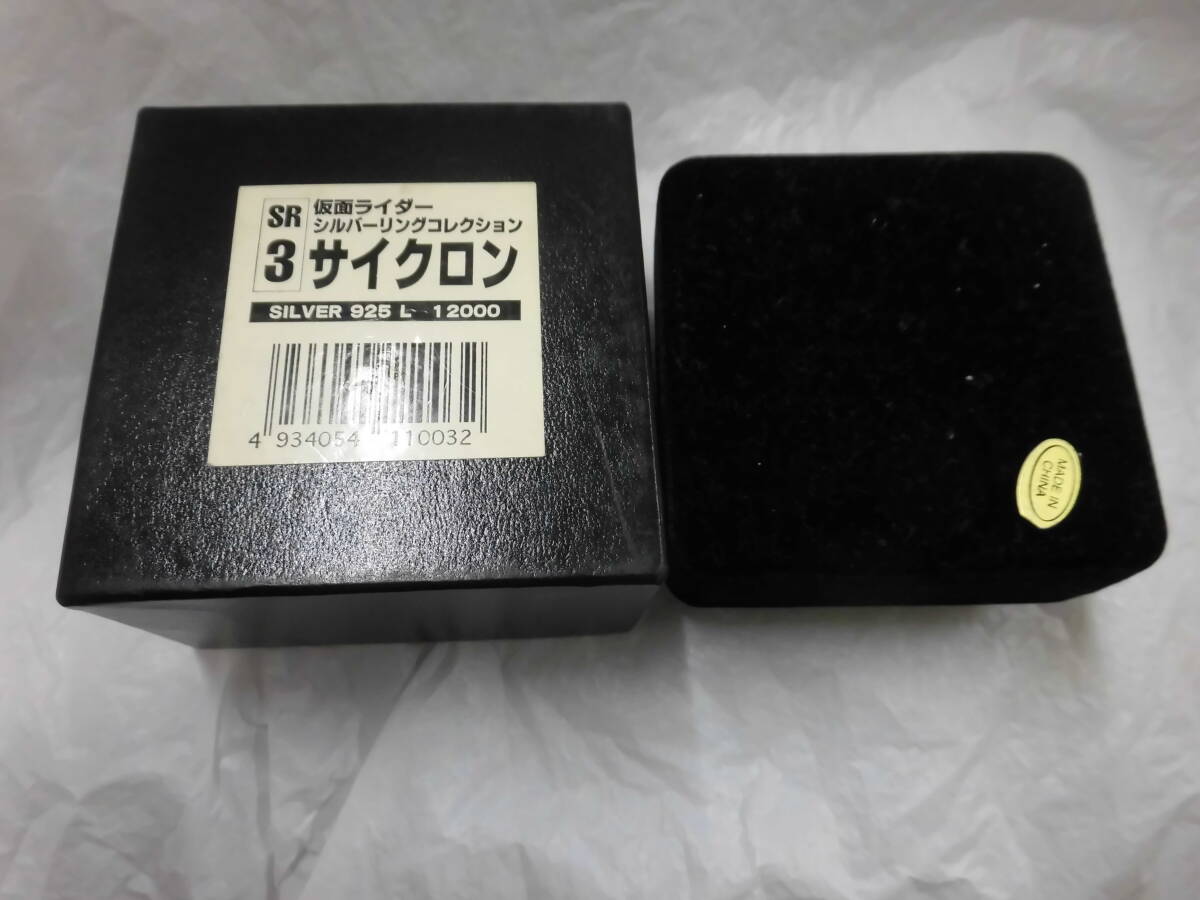 SR
3
仮面ライダー
シルバーリングコレクション
サイクロン
SILVER 925 L 12000
4 934054 110032
MADE IN
CHINA